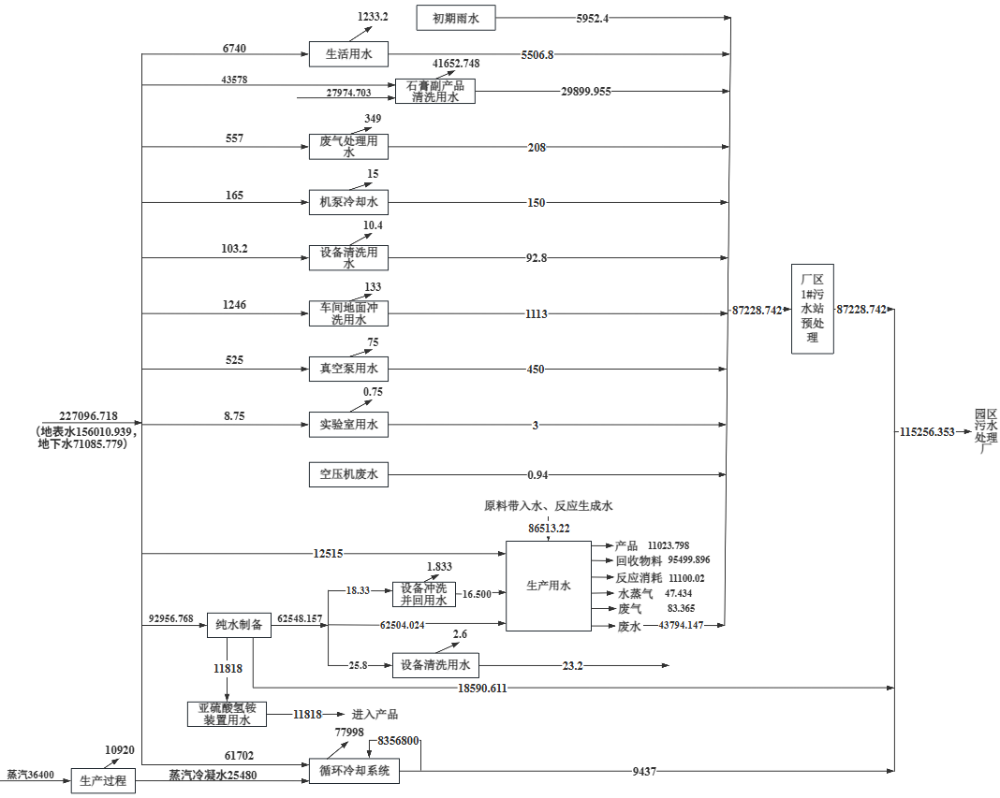 1233.2
初期雨水
5952.4
6740
生活用水
5506.8
41652.748
43578
27974.703
石膏副产品
清洗用水
29899.955
349
557
废气处理用
水
208
15
165
机泵冷却水
150
10.4
103.2
设备清洗用
水
92.8
133
1246
车间地面冲
洗用水
1113
87228.742
厂区
1#污
水站
预处
理
87228.742
75
525
真空泵用水
450
0.75
8.75
实验室用水
3
227096.718
（地表水156010.939，
地下水71085.779）
115256.353
园区
污水
处理
厂
空压机废水
0.94
原料带入水、反应生成水
86513.22
12515
生产用水
产品 11023.798
回收物料 95499.896
反应消耗 11100.02
水蒸气 47.434
废气 83.365
废水 43794.147
1.833
18.33
设备冲洗
并回用水
16.500
92956.768
纯水制备
62548.157
62504.024
2.6
25.8
设备清洗用水
23.2
11818
18590.611
亚硫酸氢铵
装置用水
11818
进入产品
77998
8356800
10920
61702
蒸汽36400
生产过程
蒸汽冷凝水25480
循环冷却系统
9437